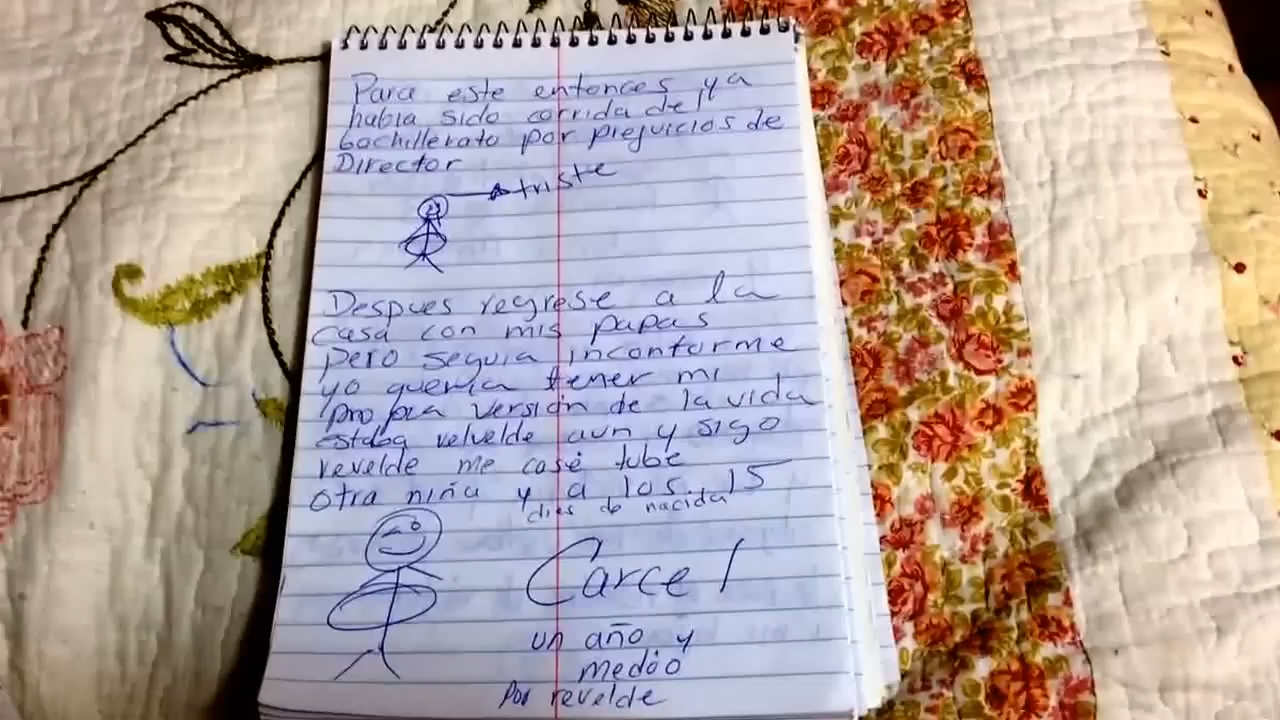 Para este entonces ya
habia sido corrida del
bachillerato por prejuicios de
Director
triste
Despues regrese a la
casa con mis papas
pero seguia inconforme
yo queria tener mi
propia versión de la vida
estaba velvelde aun y sigo
revelde me casé tube
otra niña y a los 15
dias de nacida
Carcel
un año y
medio
Por revelde